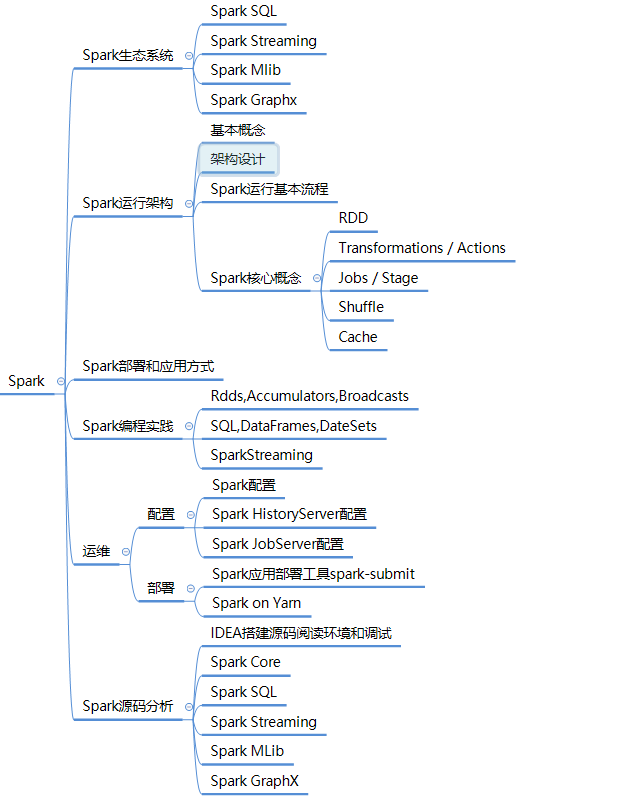 Spark
Spark生态系统
Spark SQL
Spark Streaming
Spark Mlib
Spark Graphx
Spark运行架构
基本概念
架构设计
Spark运行基本流程
Spark核心概念
RDD
Transformations / Actions
Jobs / Stage
Shuffle
Cache
Spark部署和应用方式
Spark编程实践
Rdds,Accumulators,Broadcasts
SQL,DataFrames,DateSets
SparkStreaming
运维
配置
Spark配置
Spark HistoryServer配置
Spark JobServer配置
部署
Spark应用部署工具spark-submit
Spark on Yarn
Spark源码分析
IDEA搭建源码阅读环境和调试
Spark Core
Spark SQL
Spark Streaming
Spark MLib
Spark GraphX